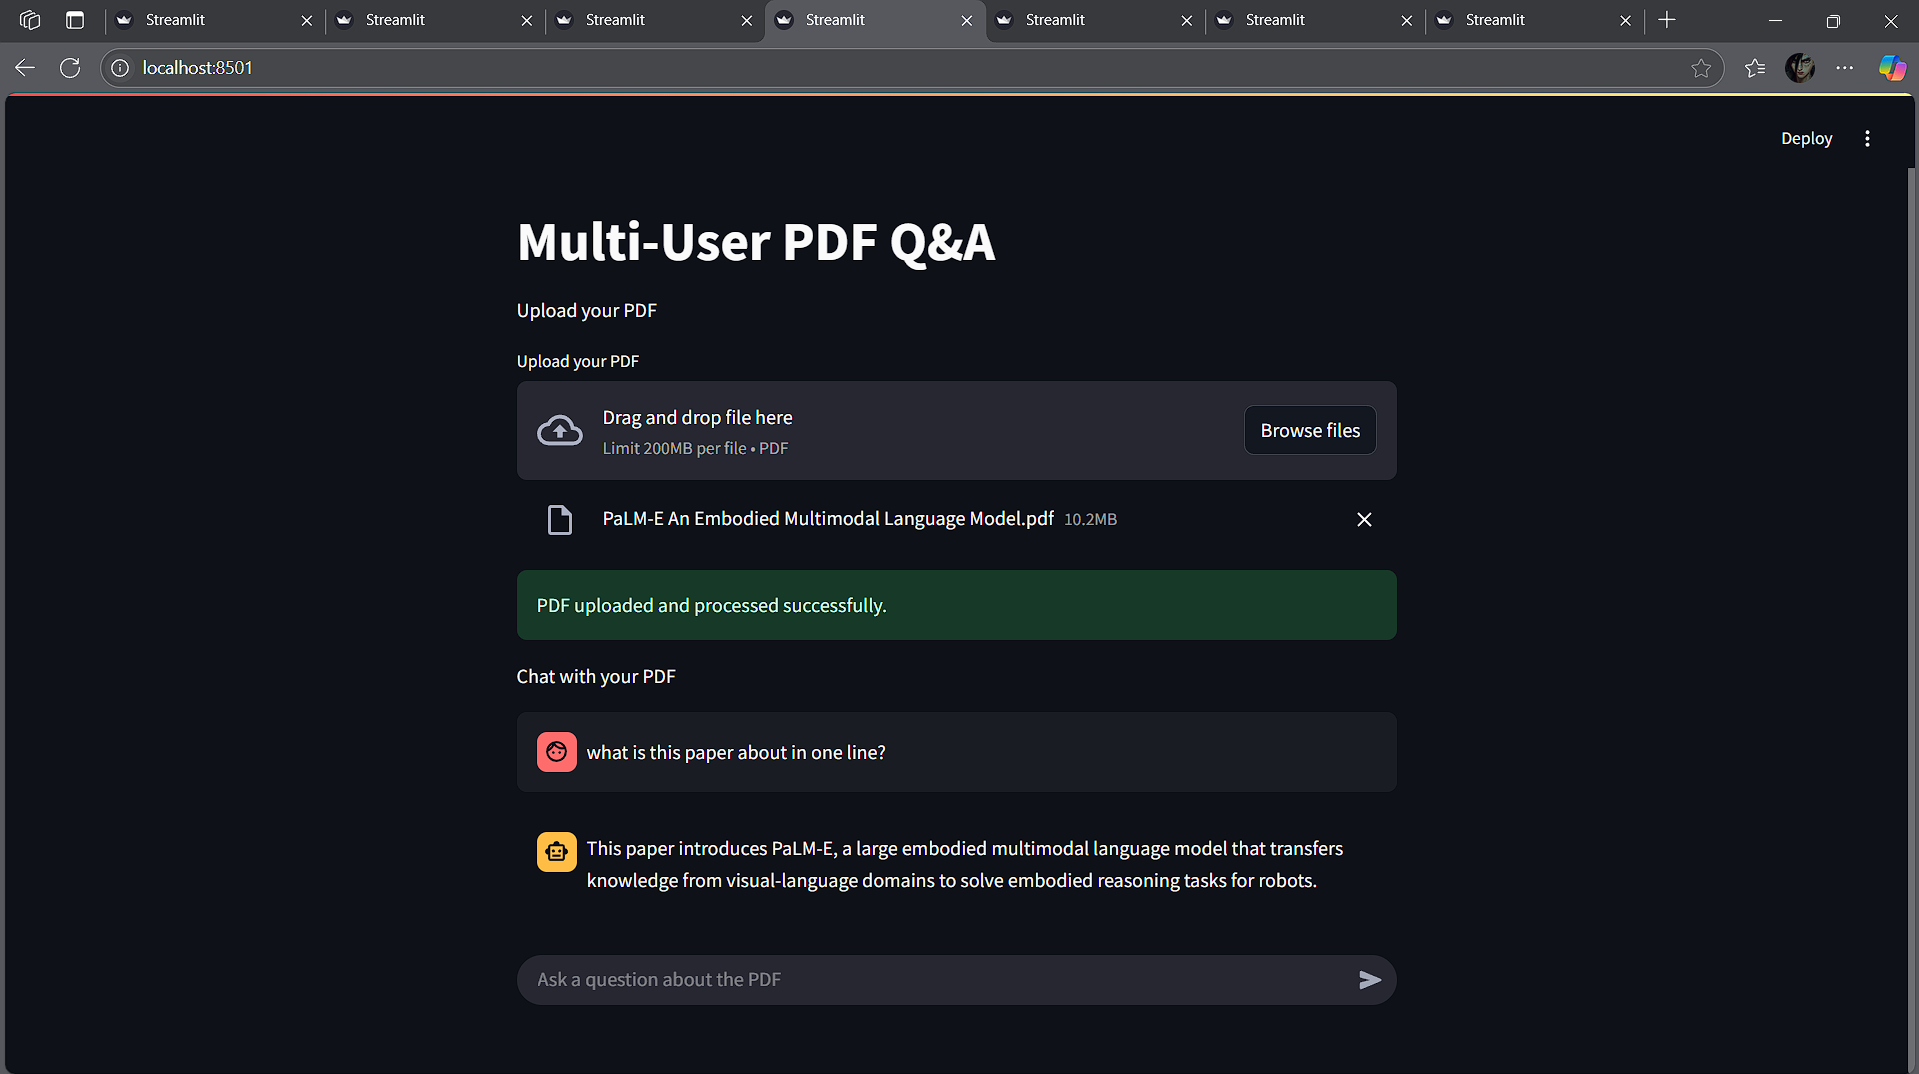 Streamlit
Streamlit
Streamlit
Streamlit
Streamlit
Streamlit
Streamlit
localhost:8501
Deploy
Multi-User PDF Q&A
Upload your PDF
Upload your PDF
Drag and drop file here
Limit 200MB per file • PDF
Browse files
PaLM-E An Embodied Multimodal Language Model.pdf 10.2MB
PDF uploaded and processed successfully.
Chat with your PDF
what is this paper about in one line?
This paper introduces PaLM-E, a large embodied multimodal language model that transfers
knowledge from visual-language domains to solve embodied reasoning tasks for robots.
Ask a question about the PDF